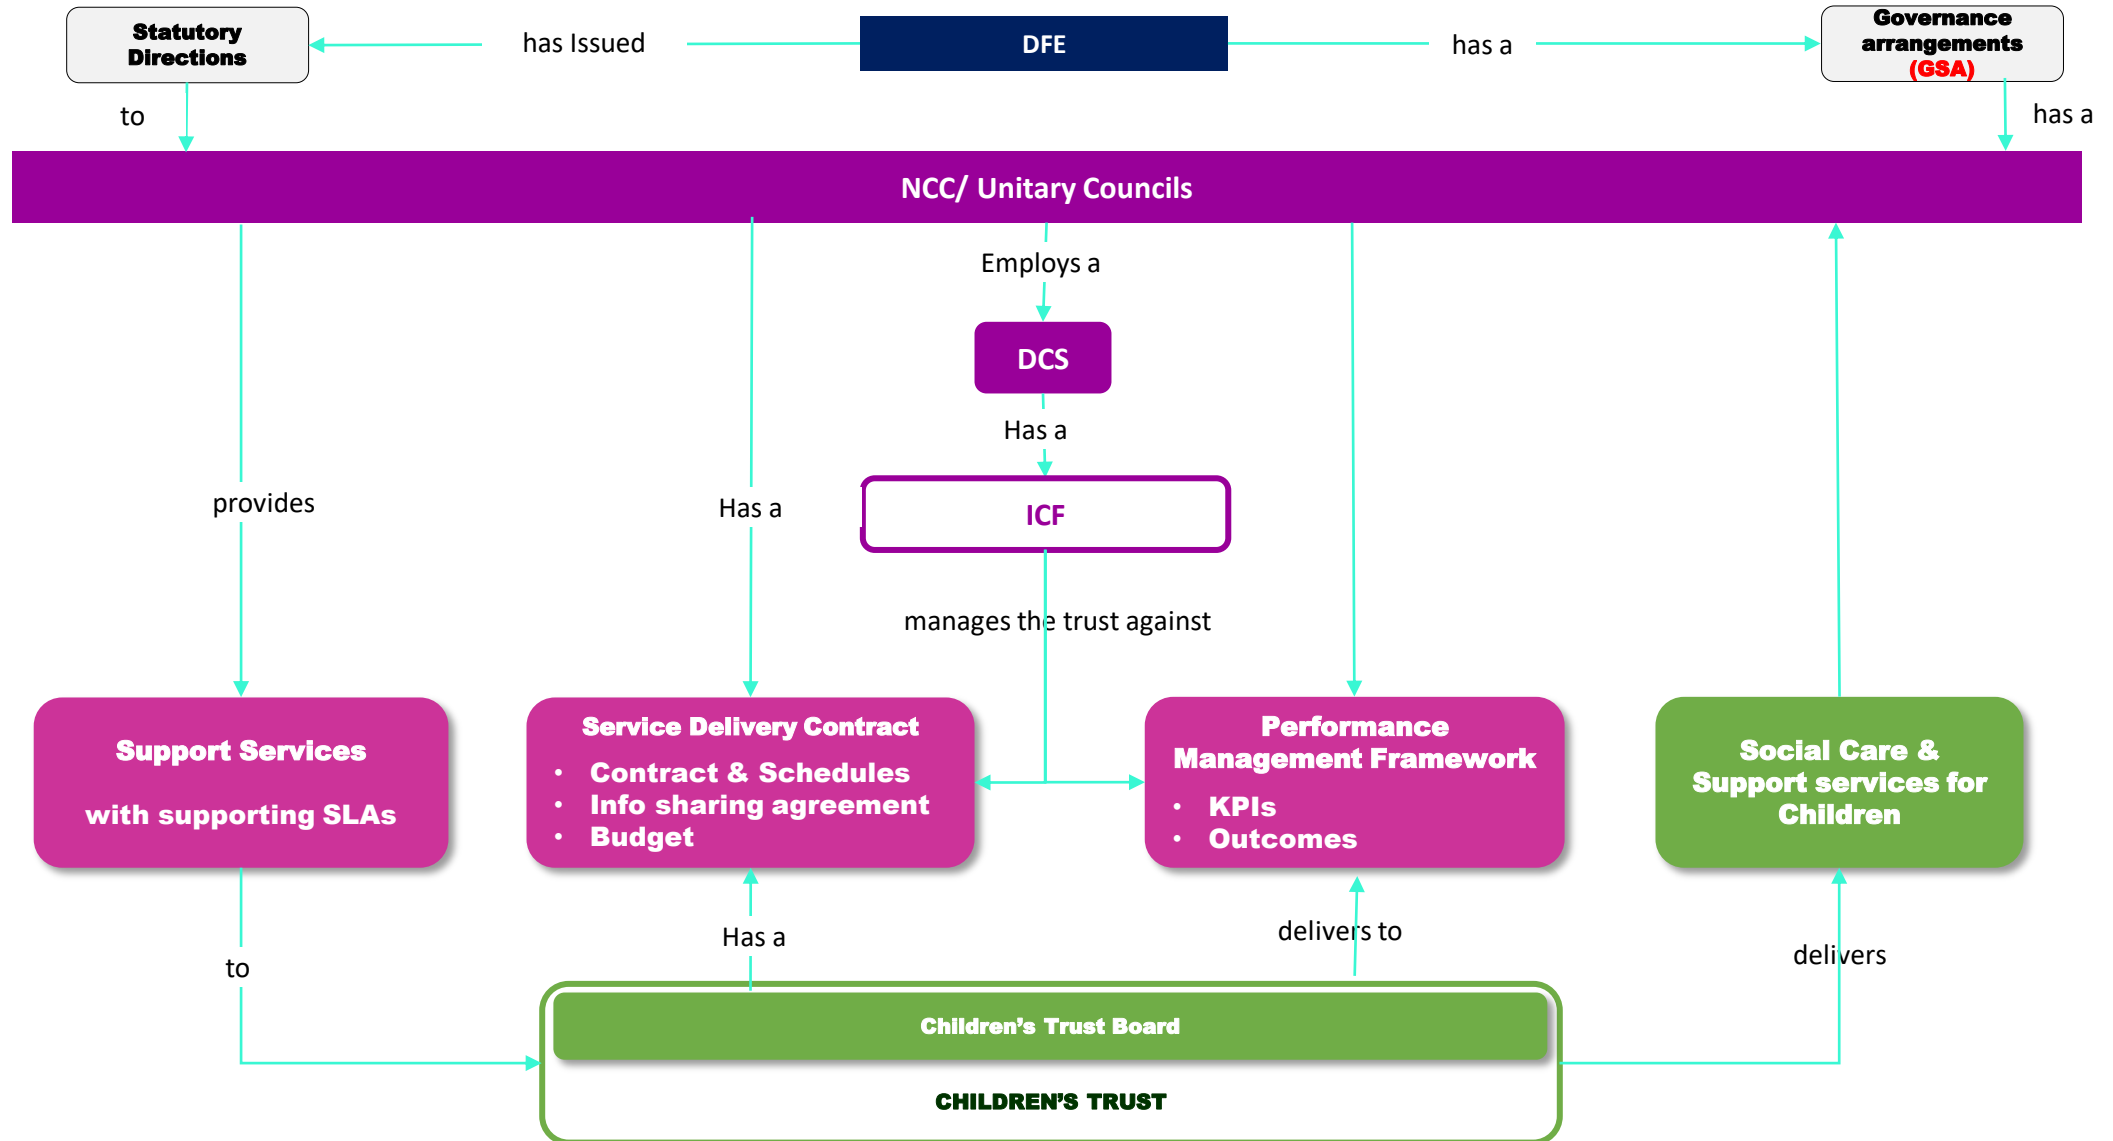 Statutory
Directions
has Issued
DFE
has a
Governance
arrangements
(GSA)
to
has a
NCC/ Unitary Councils
Employs a
DCS
Has a
ICF
provides
Has a
manages the trust against
Support Services
with supporting SLAs
Service Delivery Contract
• Contract & Schedules
• Info sharing agreement
• Budget
Performance
Management Framework
• KPIs
• Outcomes
Social Care &
Support services for
Children
to
Has a
delivers to
delivers
Children's Trust Board
CHILDREN'S TRUST